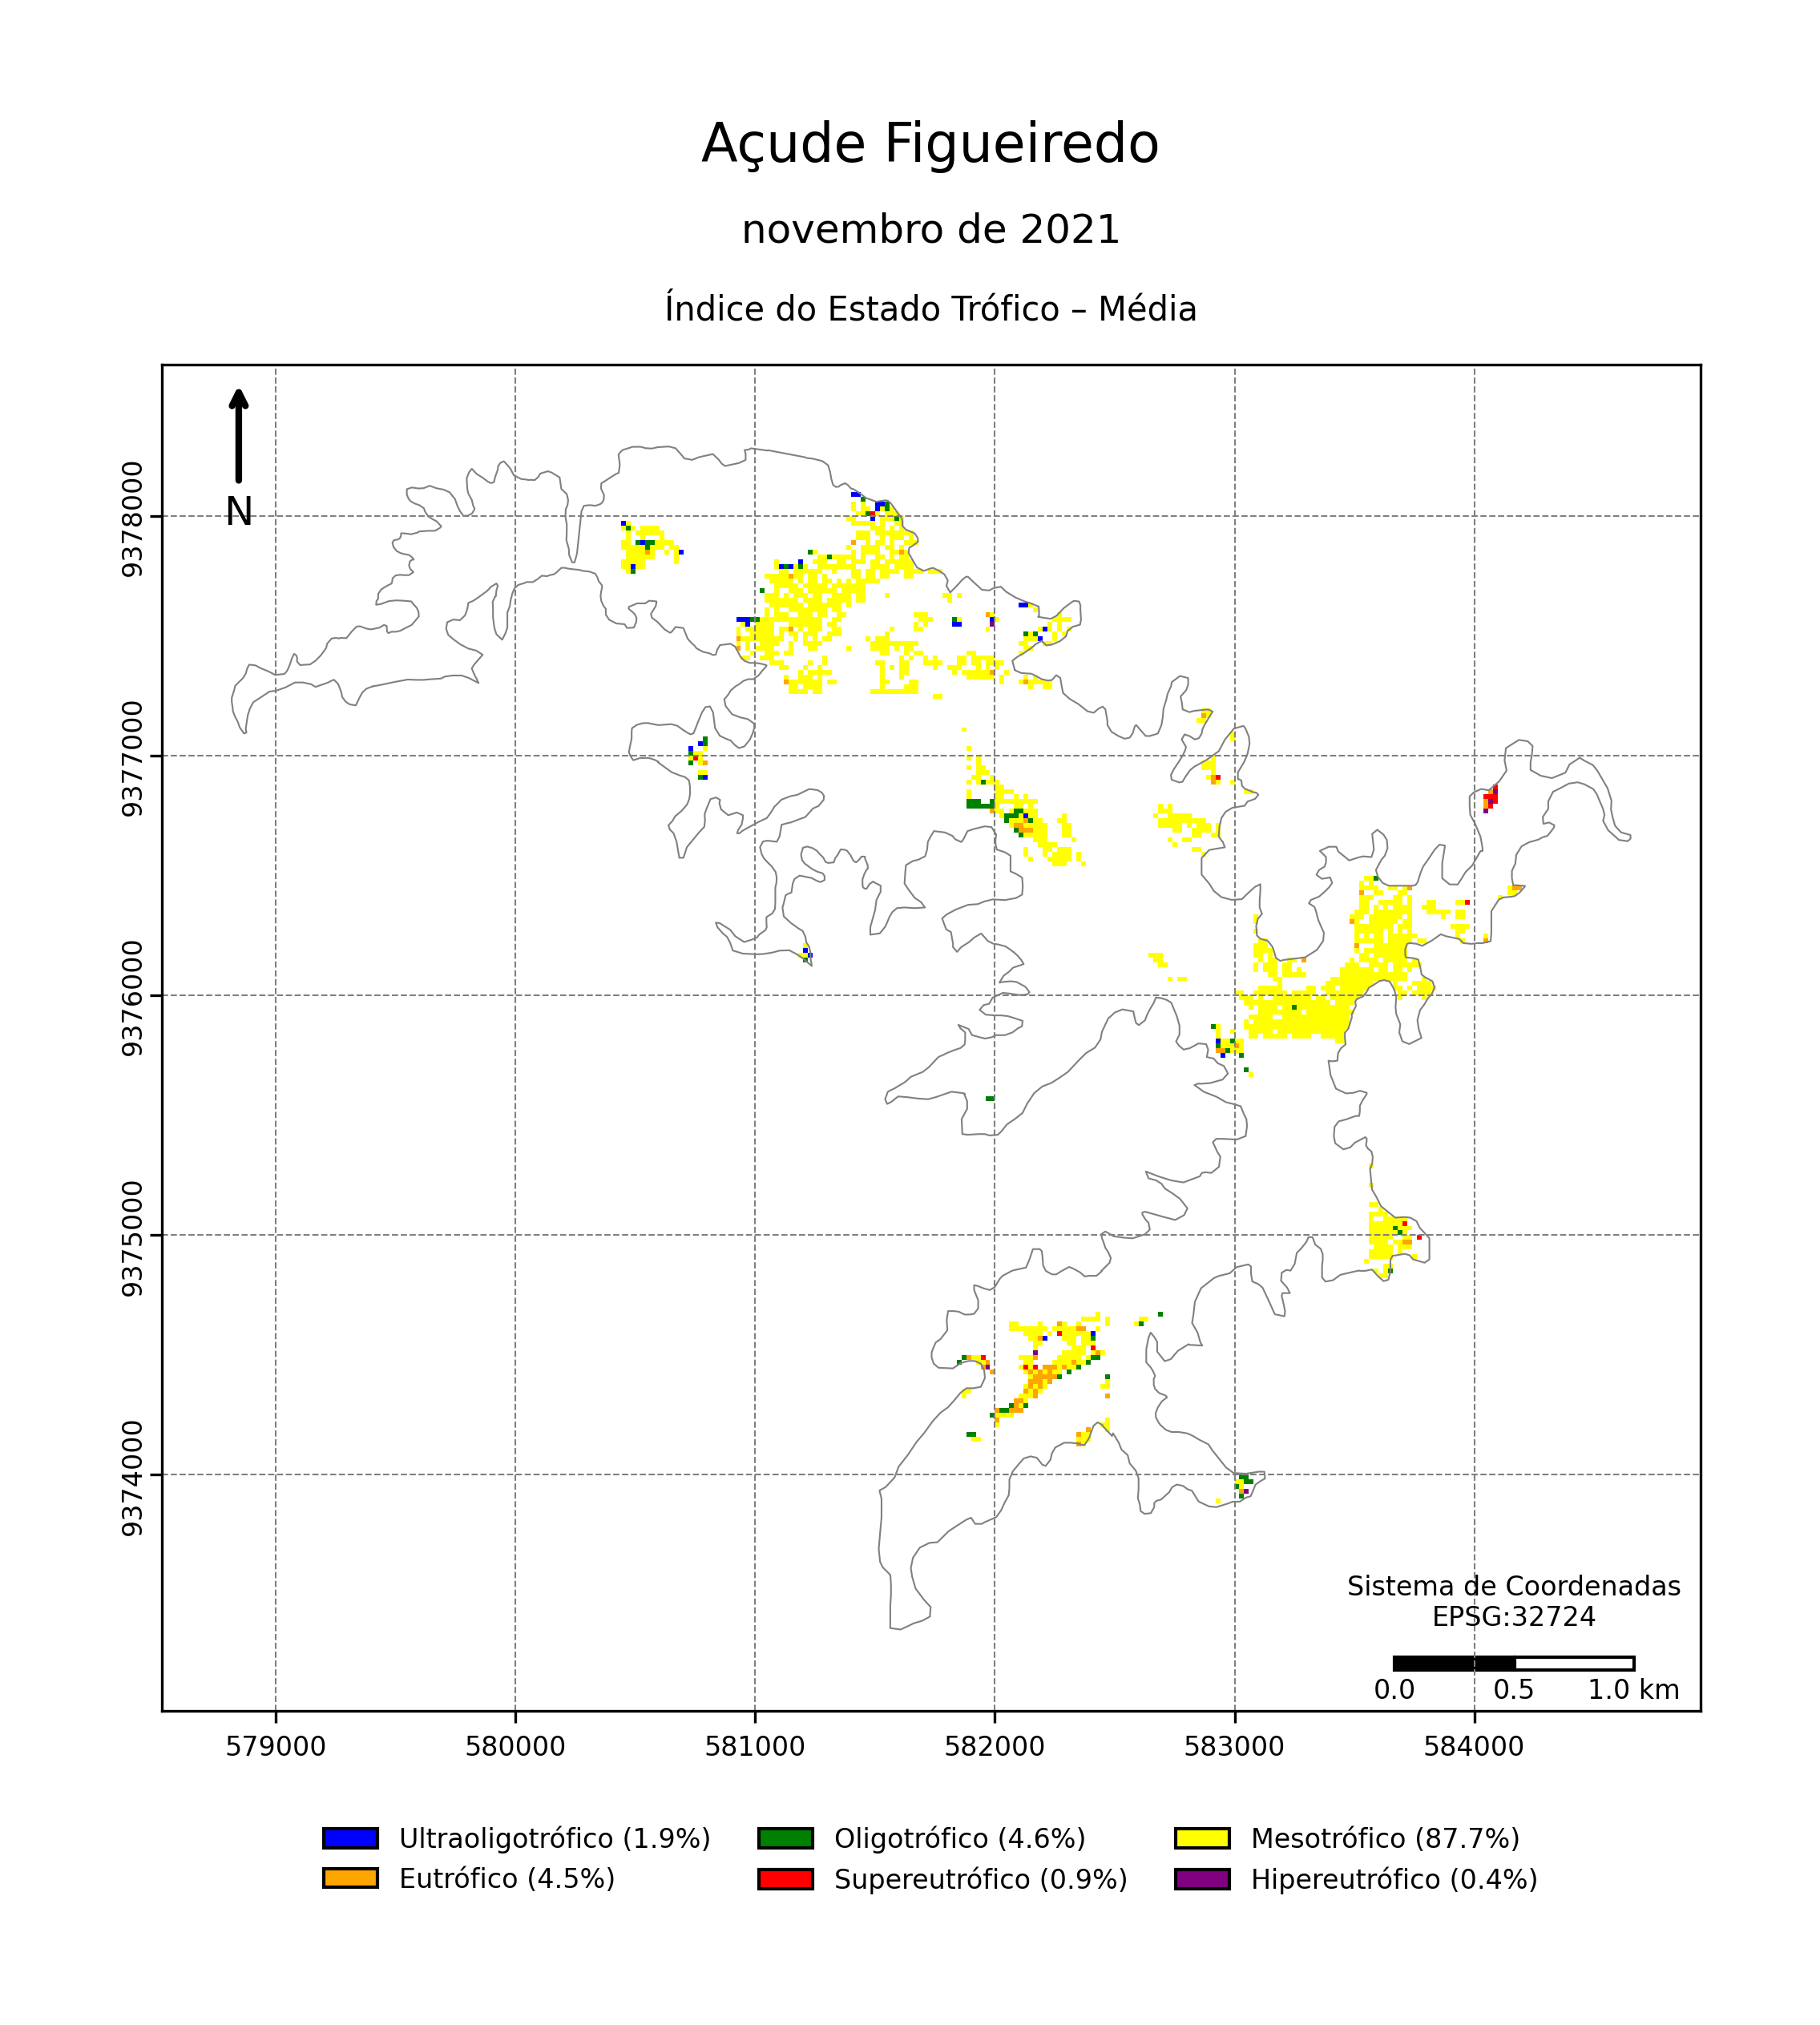 Açude Figueiredo
novembro de 2021
Índice do Estado Trófico – Média
N
9378000
9377000
9376000
9375000
9374000
Sistema de Coordenadas
EPSG:32724
0.0 0.5 1.0 km
579000 580000 581000 582000 583000 584000
Ultraoligotrófico (1.9%) Oligotrófico (4.6%) Mesotrófico (87.7%)
Eutrófico (4.5%) Supereutrófico (0.9%) Hipereutrófico (0.4%)